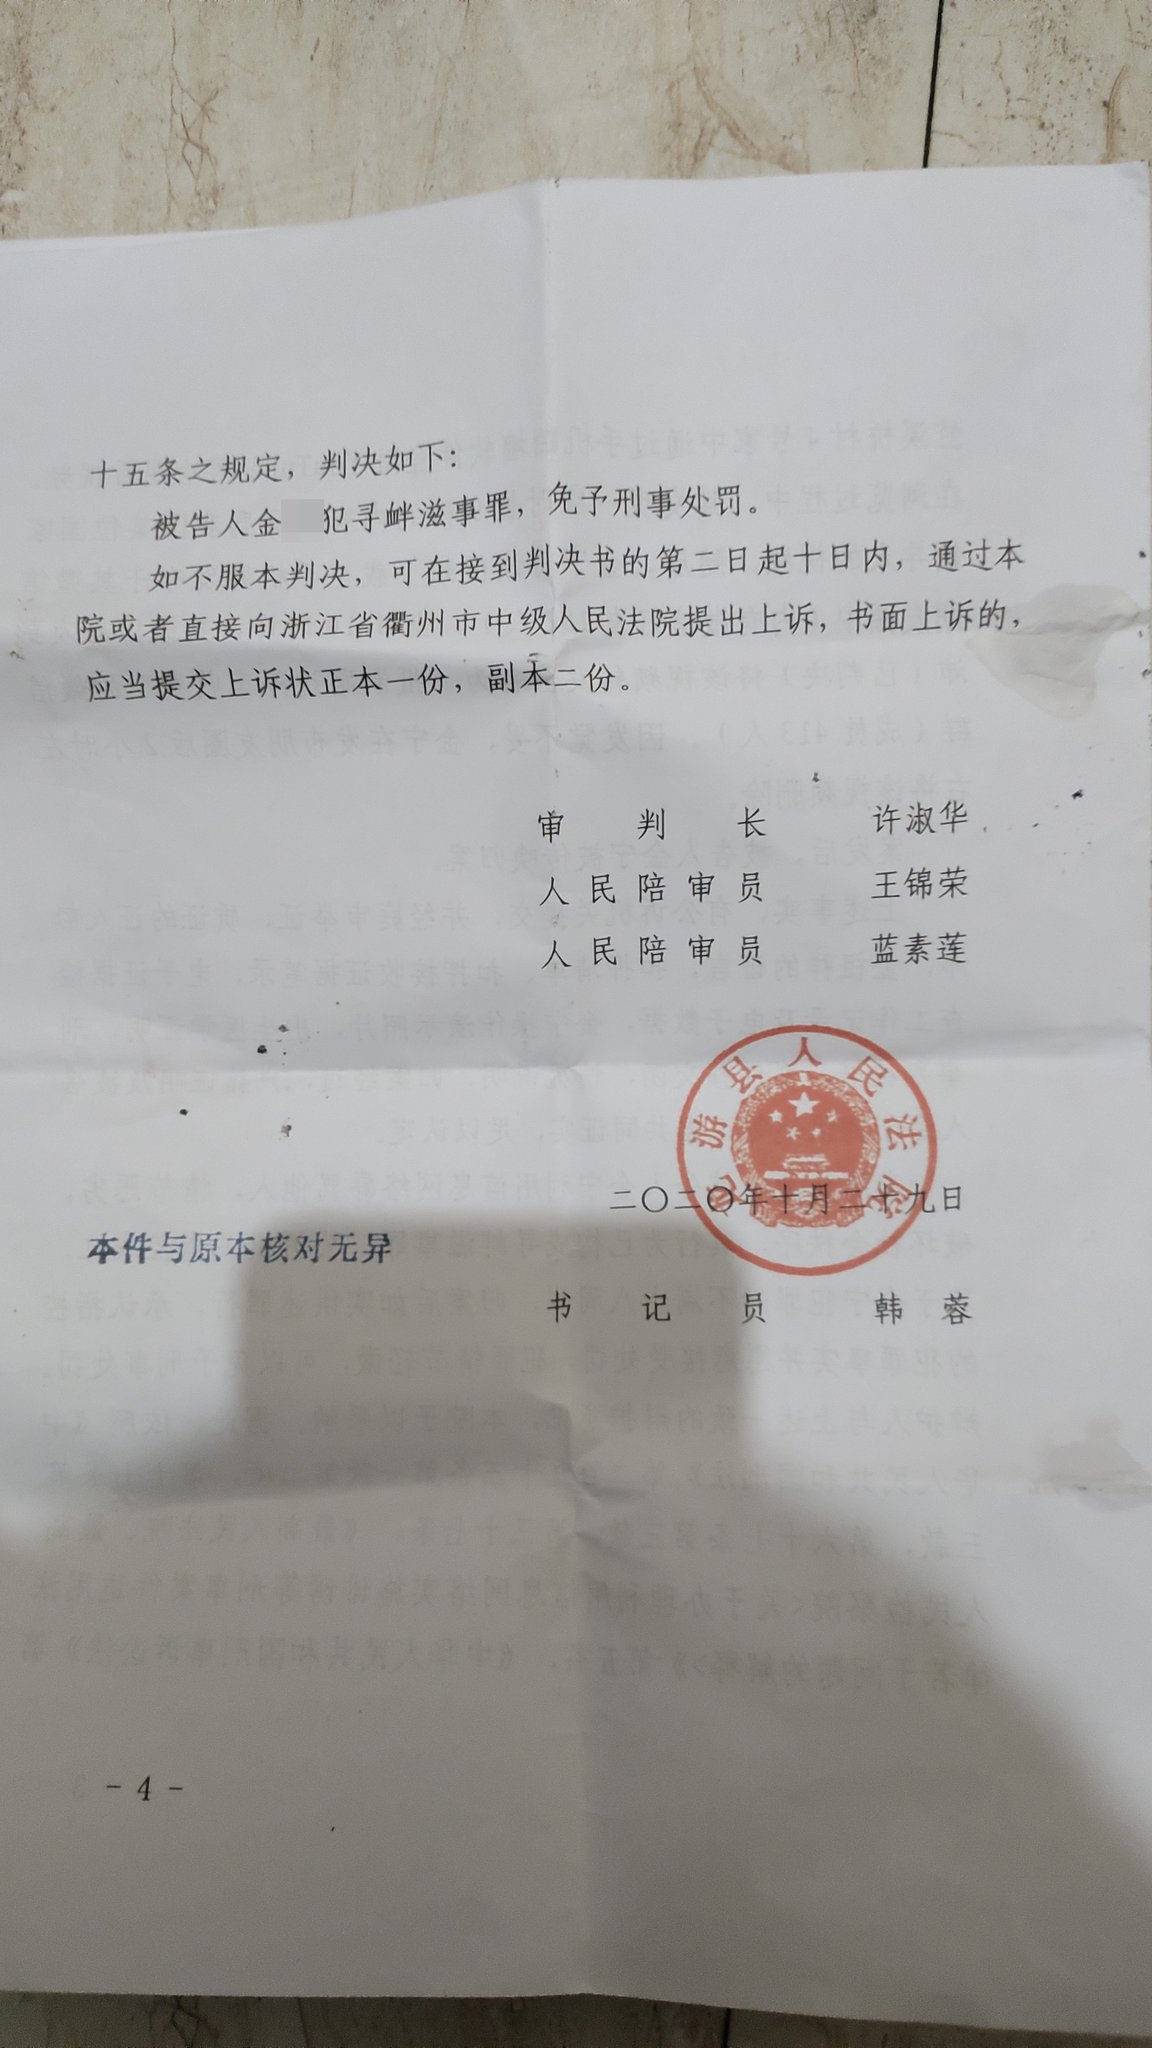 十五条之规定，判决如下：
被告人金 犯寻衅滋事罪，免予刑事处罚。
如不服本判决，可在接到判决书的第二日起十日内，通过本
院或者直接向浙江省衢州市中级人民法院提出上诉，书面上诉的，
应当提交上诉状正本一份，副本二份。
审判长 许淑华
人民陪审员 王锦荣
人民陪审员 蓝素莲
游县人民法院
二〇二〇年十月二十九日
本件与原本核对无异
书记员 韩蓉
- 4 -